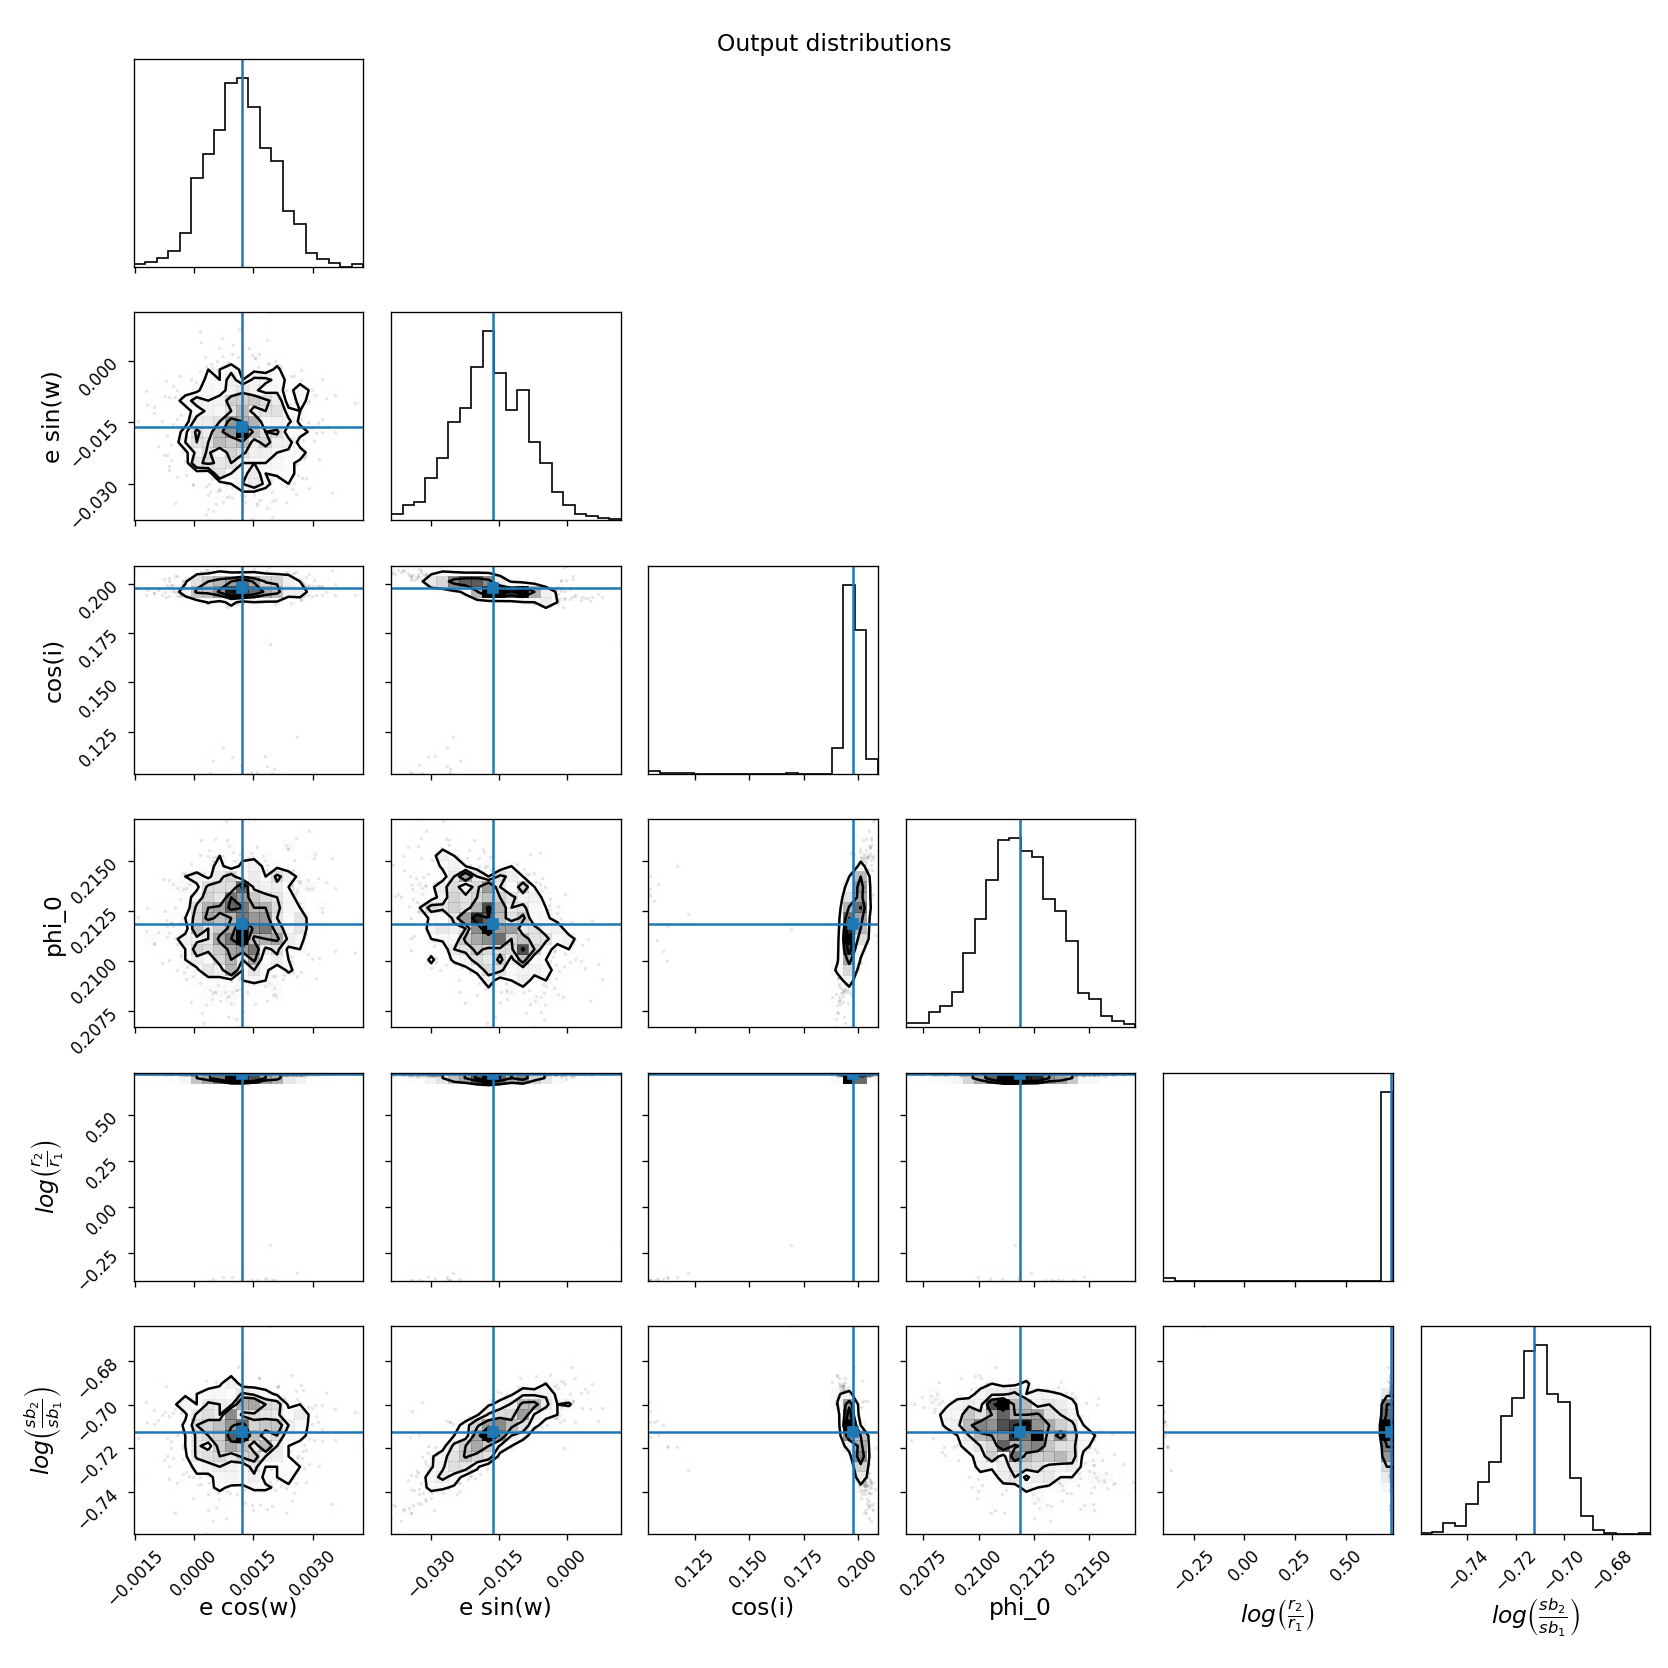 Output distributions
e sin(w)
0.000
−0.015
−0.030
cos(i)
0.200
0.175
0.150
0.125
phi_0
0.2150
0.2125
0.2100
0.2075
log(r2/r1)
0.50
0.25
0.00
−0.25
log(sb2/sb1)
−0.68
−0.70
−0.72
−0.74
−0.0015 0.0000 0.0015 0.0030
−0.030 −0.015 0.000
0.125 0.150 0.175 0.200
0.2075 0.2100 0.2125 0.2150
−0.25 0.00 0.25 0.50
−0.74 −0.72 −0.70 −0.68
e cos(w) e sin(w) cos(i) phi_0 log(r2/r1) log(sb2/sb1)